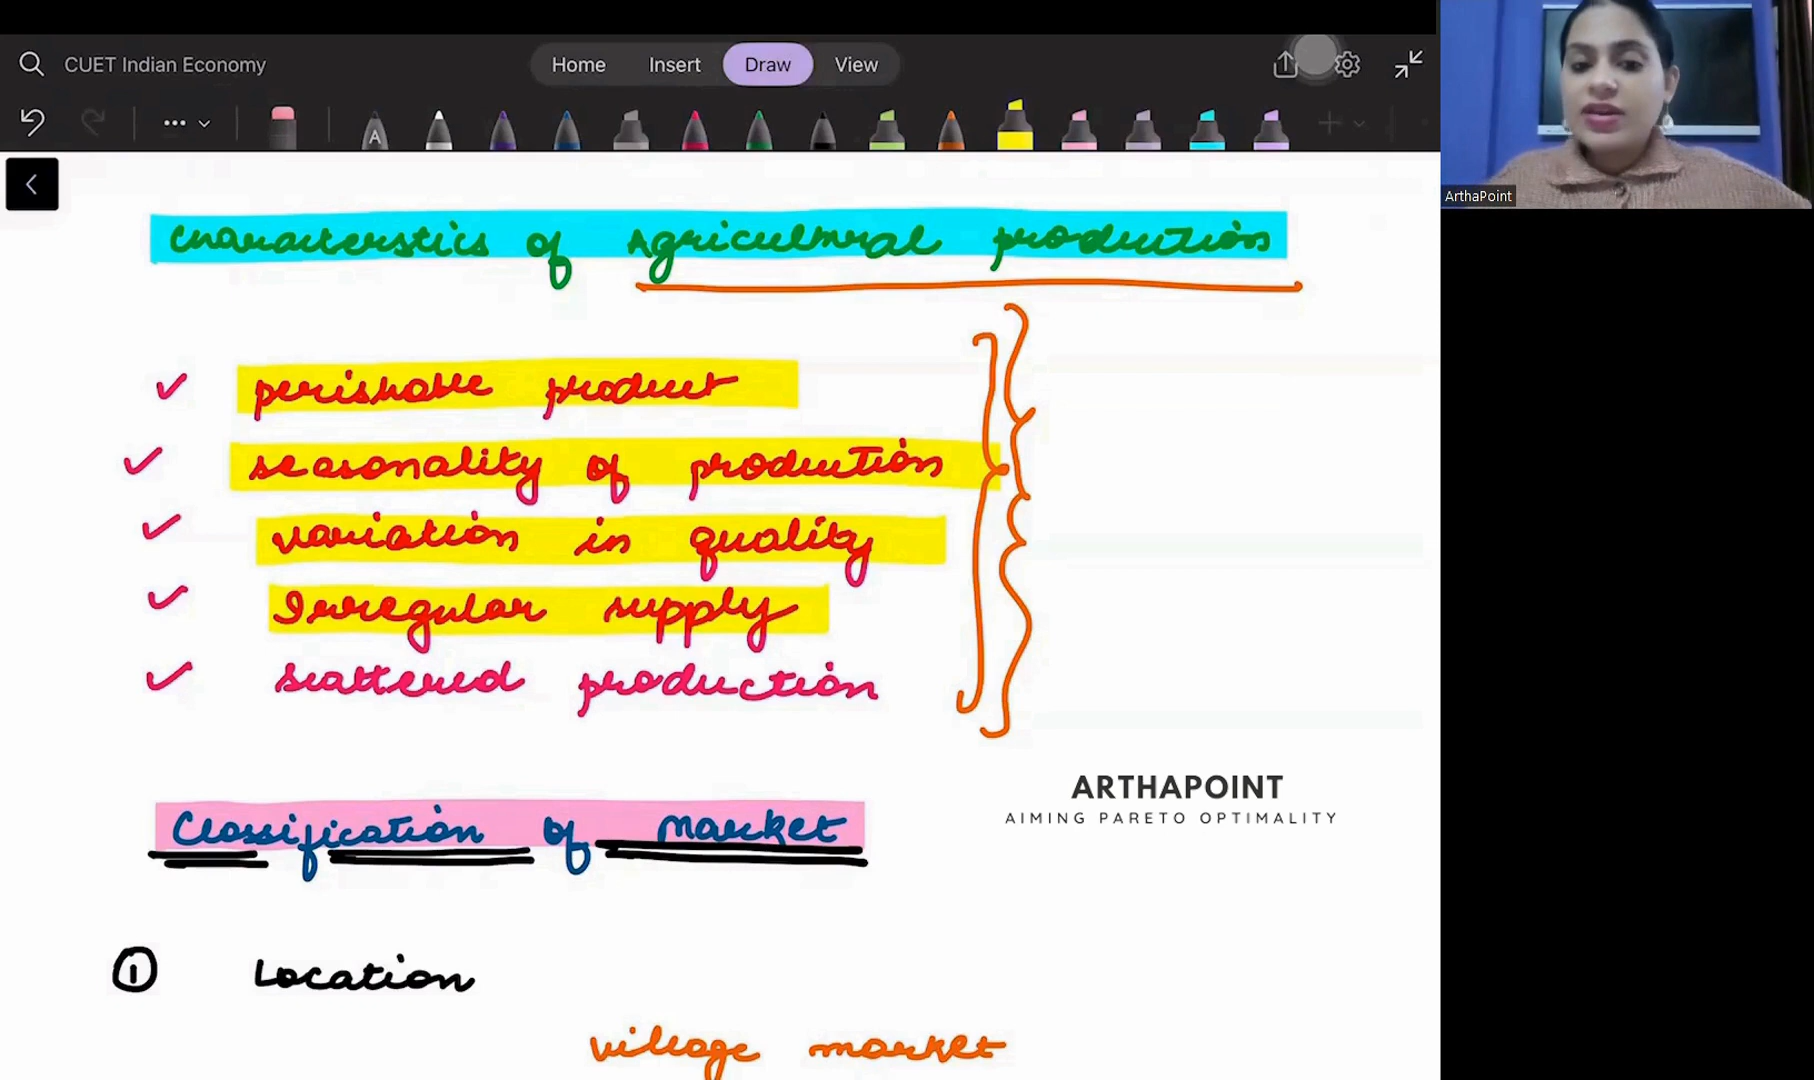 CUET Indian Economy
Home Insert Draw View
A
ArthaPoint
Characterstics of Agricultural production
perishable product
seasonality of production
variation in quality
Irregular supply
scattered production
ARTHAPOINT
AIMING PARETO OPTIMALITY
Classification of Market
1 Location
village market